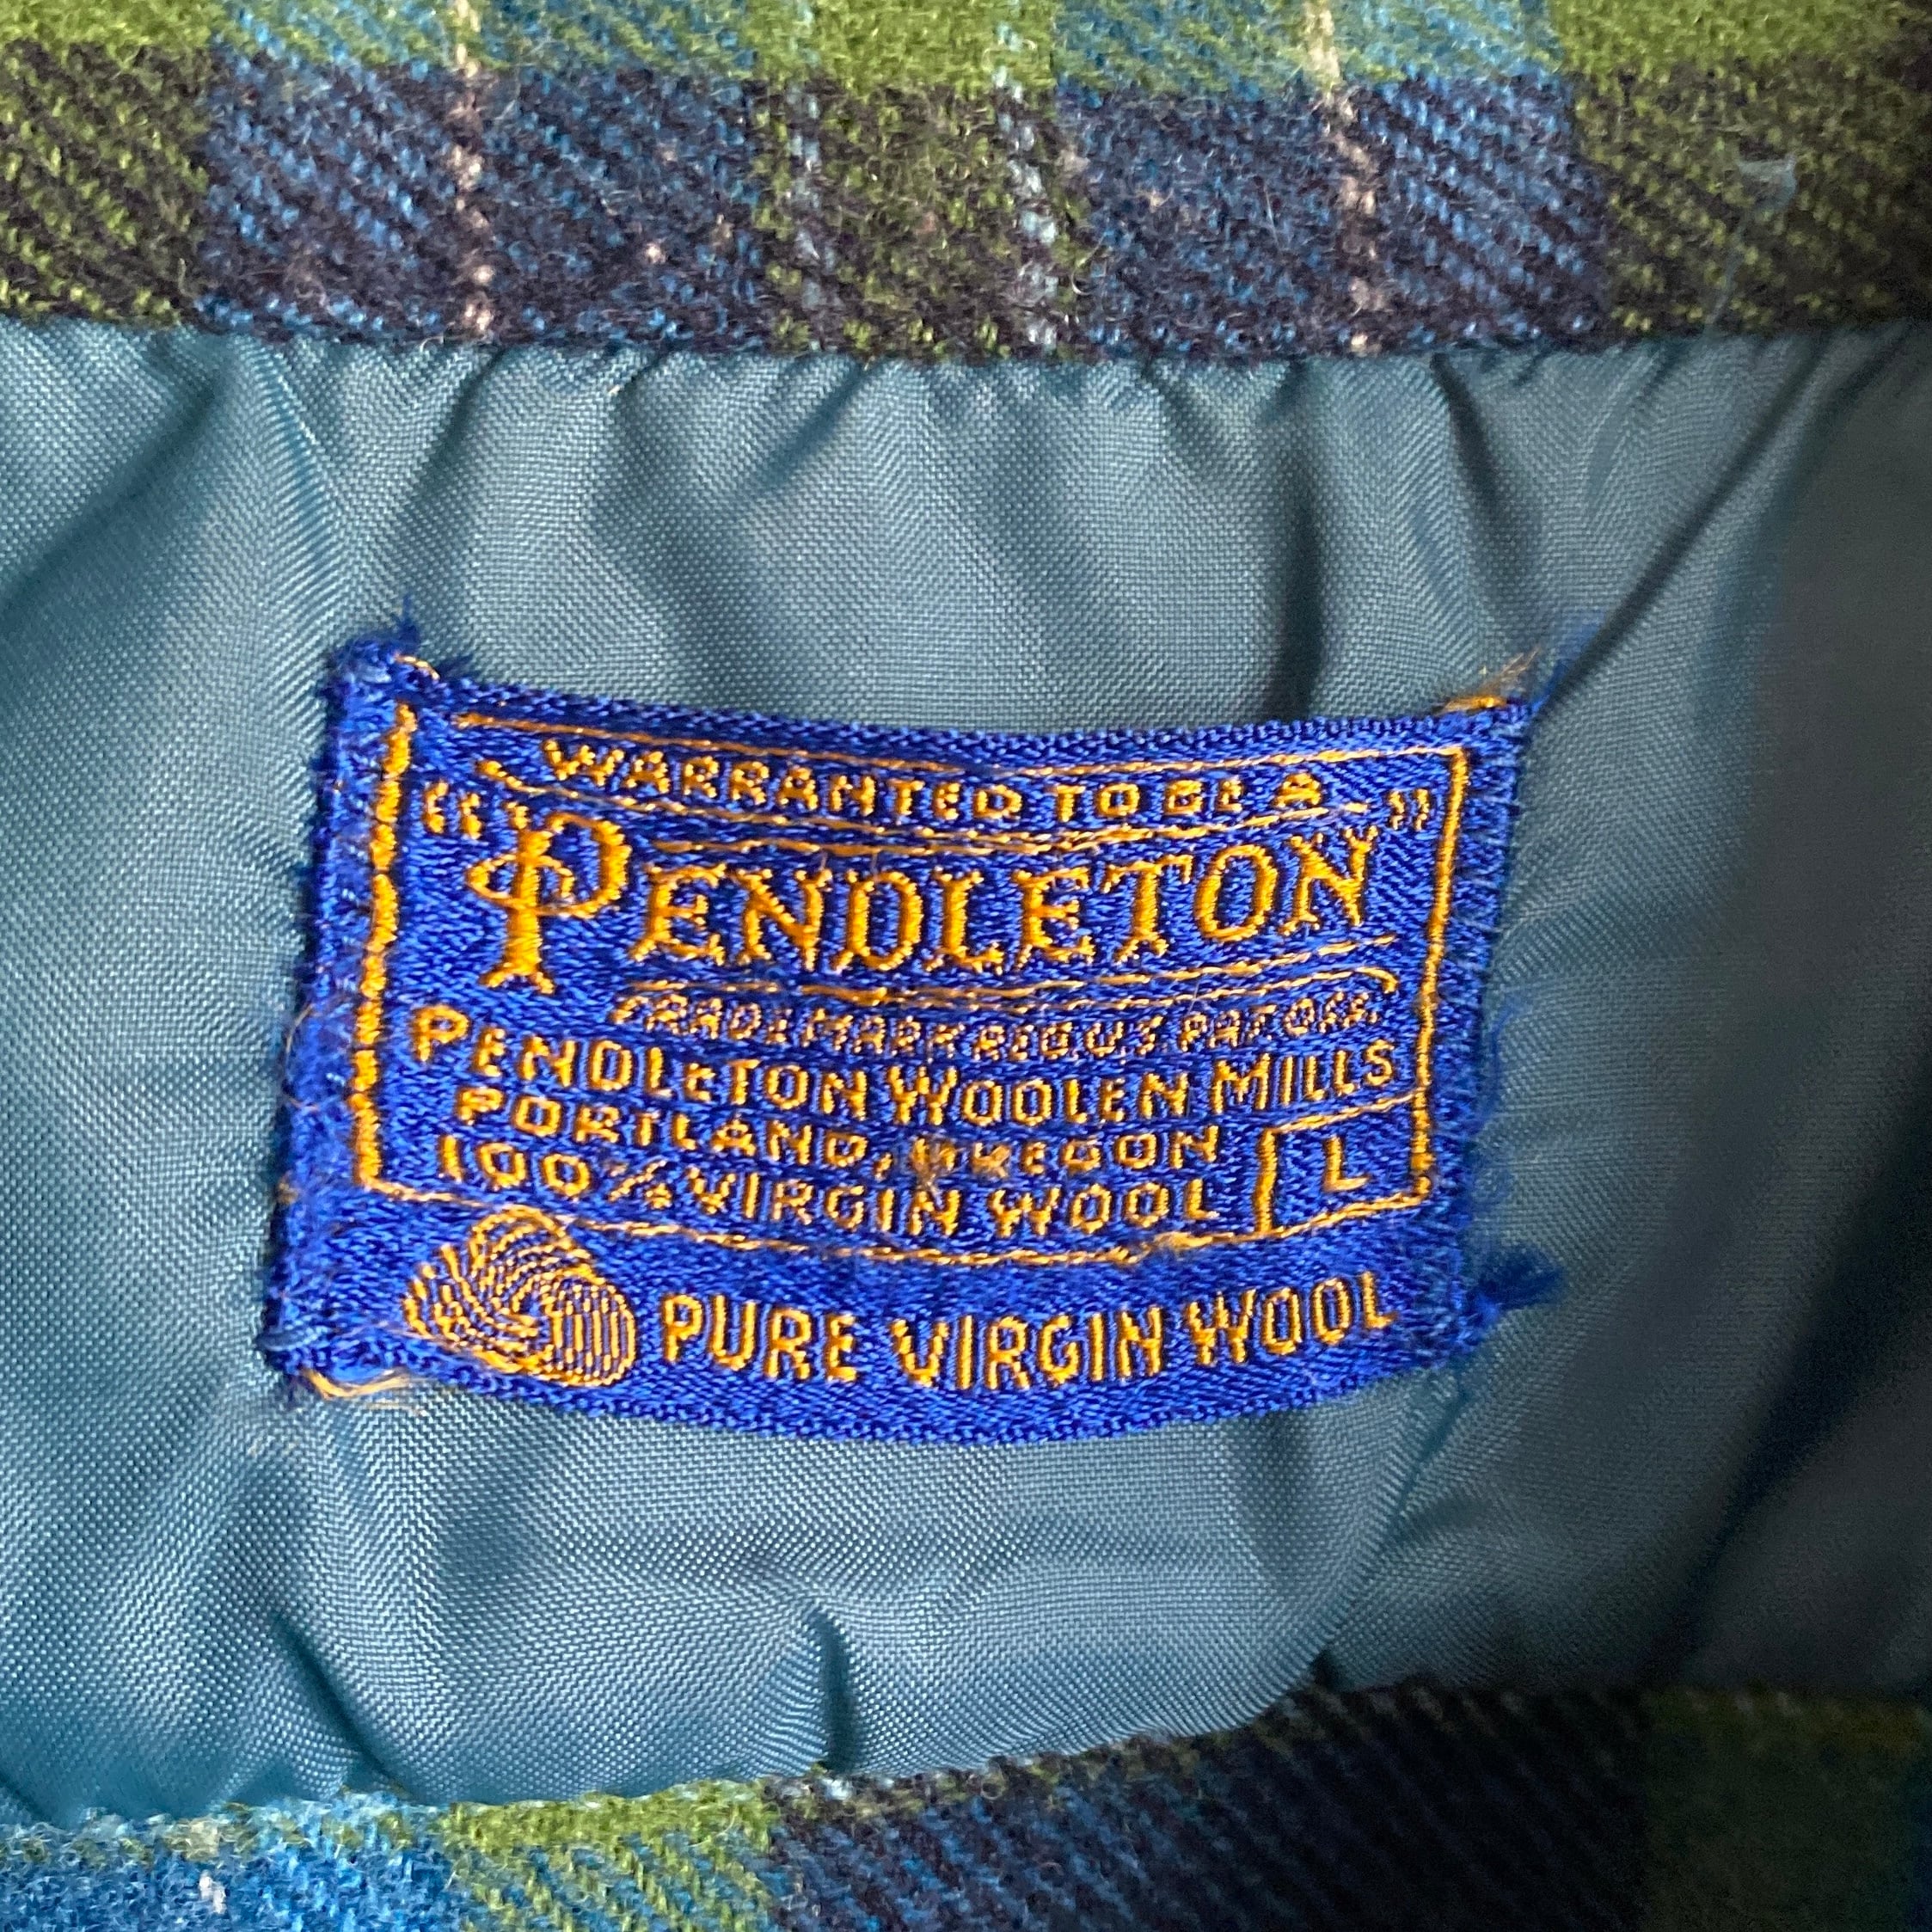 WARRANTED TO BE A
"PENDLETON"
TRADE MARK REG. U.S. PAT. OFF.
PENDLETON WOOLEN MILLS
PORTLAND, OREGON
100% VIRGIN WOOL L
PURE VIRGIN WOOL